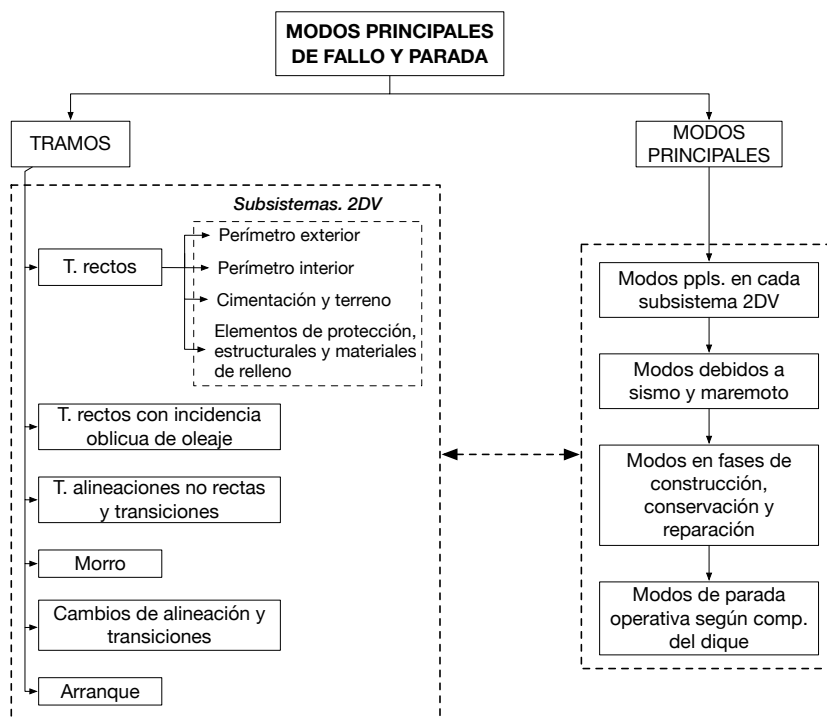 MODOS PRINCIPALES
DE FALLO Y PARADA
TRAMOS
MODOS
PRINCIPALES
Subsistemas. 2DV
T. rectos
Perímetro exterior
Perímetro interior
Cimentación y terreno
Elementos de protección,
estructurales y materiales
de relleno
T. rectos con incidencia
oblicua de oleaje
T. alineaciones no rectas
y transiciones
Morro
Cambios de alineación y
transiciones
Arranque
Modos ppls. en cada
subsistema 2DV
Modos debidos a
sismo y maremoto
Modos en fases de
construcción,
conservación y
reparación
Modos de parada
operativa según comp.
del dique